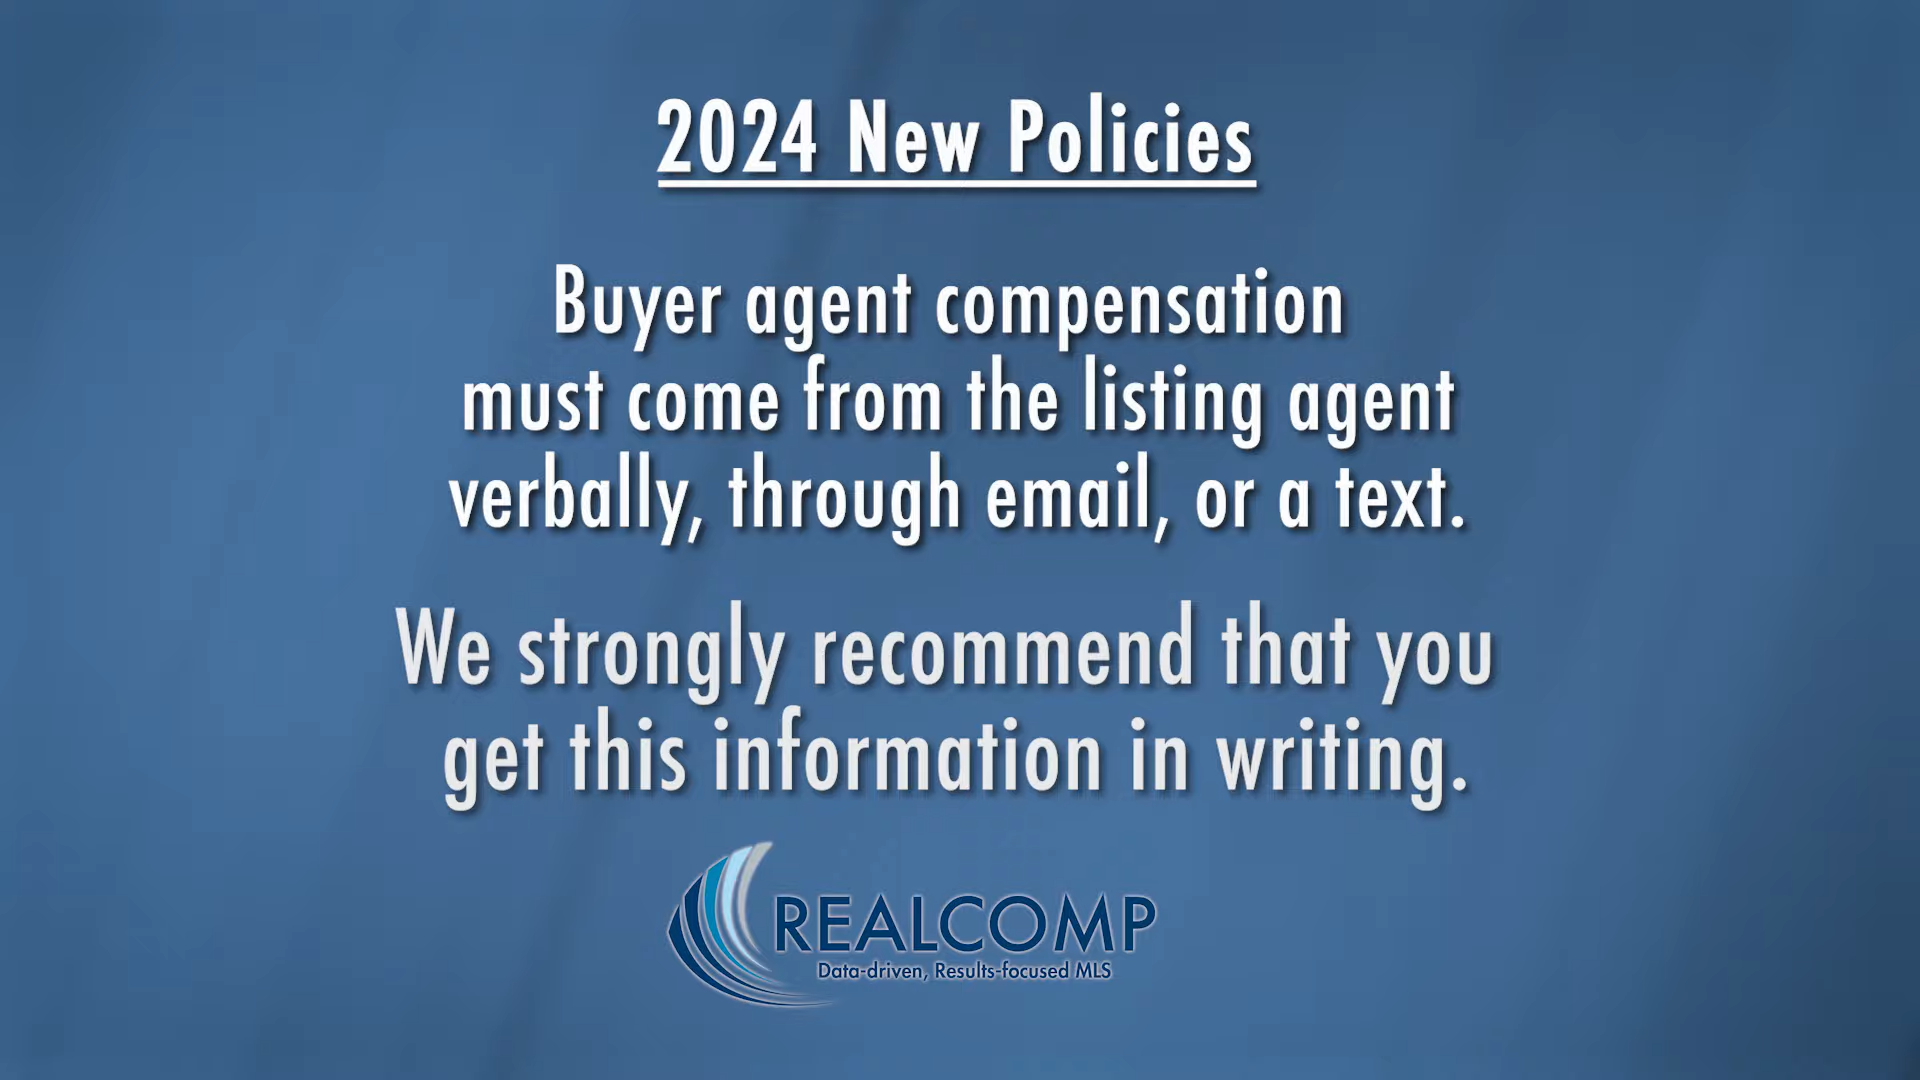 2024 New Policies
Buyer agent compensation
must come from the listing agent
verbally, through email, or a text.
We strongly recommend that you
get this information in writing.
REALCOMP
Data-driven, Results-focused MLS